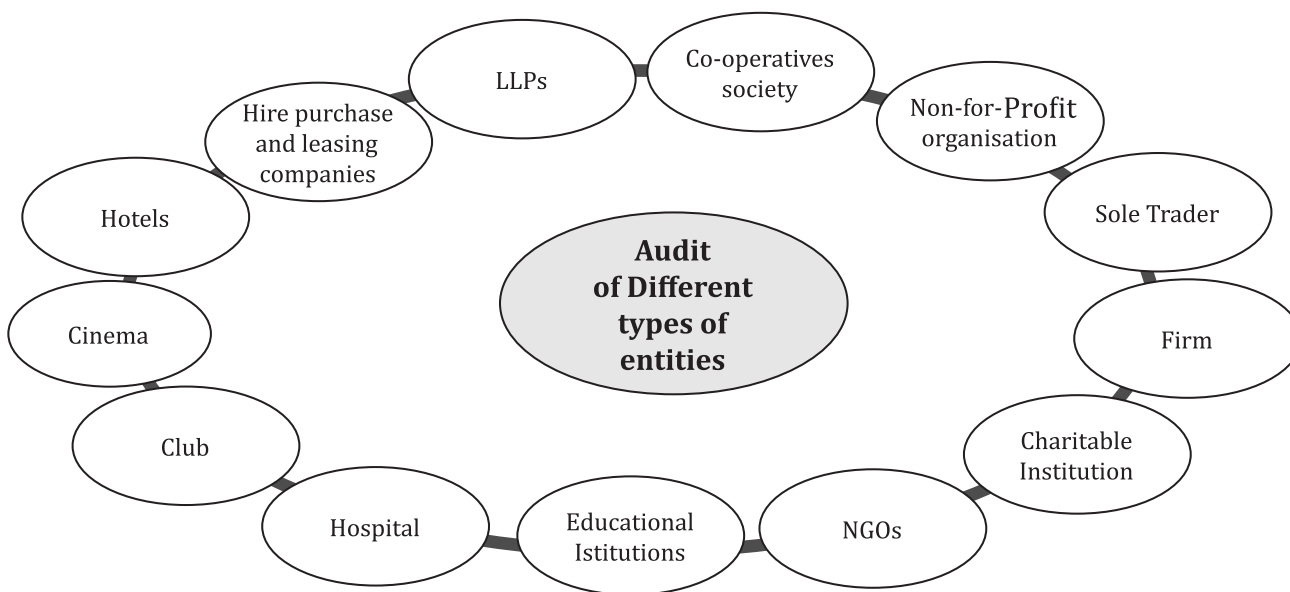 LLPs
Co-operatives
society
Non-for-Profit
organisation
Sole Trader
Firm
Charitable
Institution
NGOs
Educational
Istitutions
Hospital
Club
Cinema
Hotels
Hire purchase
and leasing
companies
Audit
of Different
types of
entities